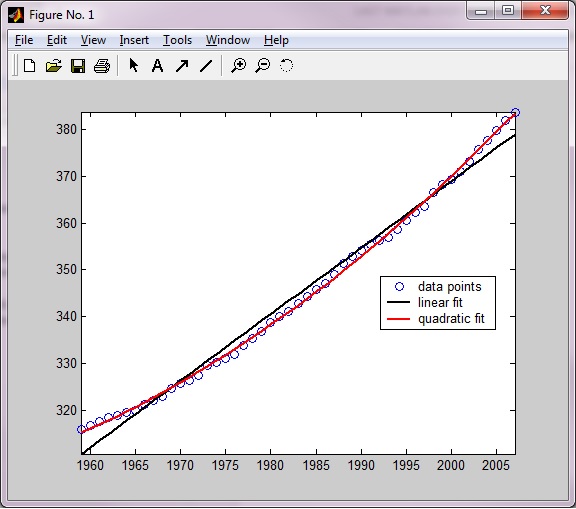 Figure No. 1
File Edit View Insert Tools Window Help
A
380
370
360
350
340
330
320
data points
linear fit
quadratic fit
1960 1965 1970 1975 1980 1985 1990 1995 2000 2005